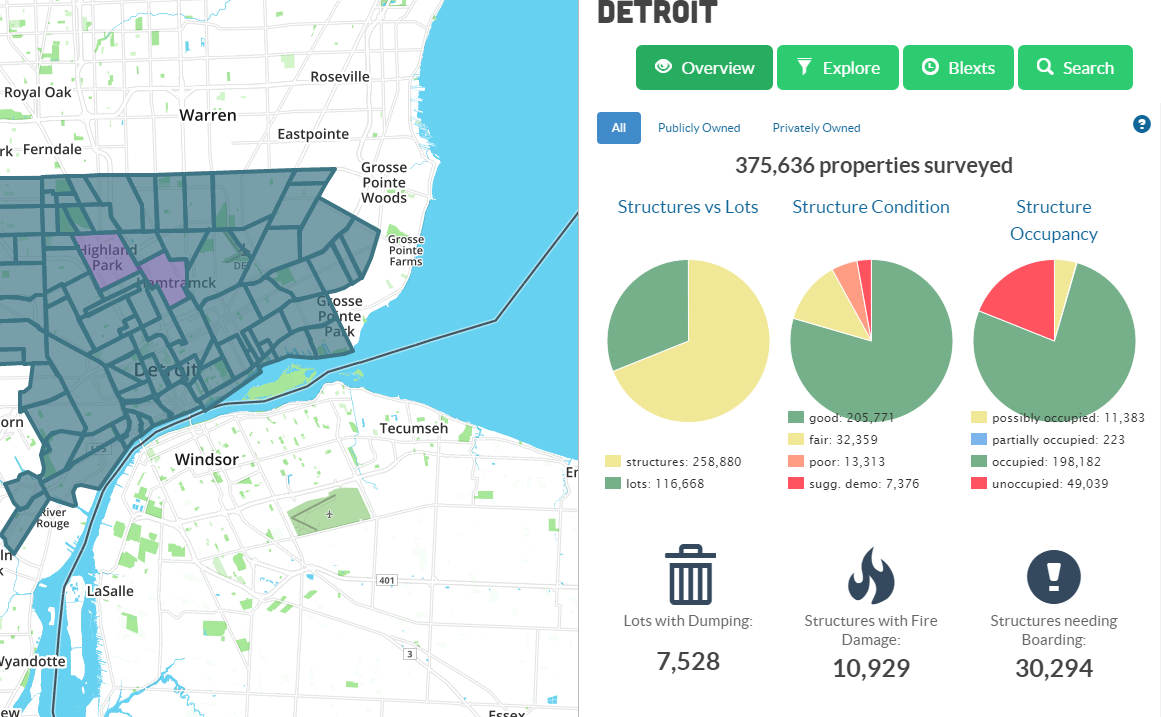 DETROIT
Overview
Explore
Blexts
Search
All
Publicly Owned
Privately Owned
?
375,636 properties surveyed
Structures vs Lots
Structure Condition
Structure
Occupancy
structures: 258,880
lots: 116,668
good: 205,771
fair: 32,359
poor: 13,313
sugg. demo: 7,376
possibly occupied: 11,383
partially occupied: 223
occupied: 198,182
unoccupied: 49,039
Lots with Dumping:
7,528
Structures with Fire
Damage:
10,929
Structures needing
Boarding:
30,294
Roseville
Royal Oak
Warren
Eastpointe
rk
Ferndale
Grosse
Pointe
Woods
Grosse
Pointe
Farms
Highland
Park
Hamtramck
DET
Grosse
Pointe
Park
Detroit
orn
Tecumseh
Windsor
River
Rouge
ln
k
401
LaSalle
3
Wyandotte
ew
Essex